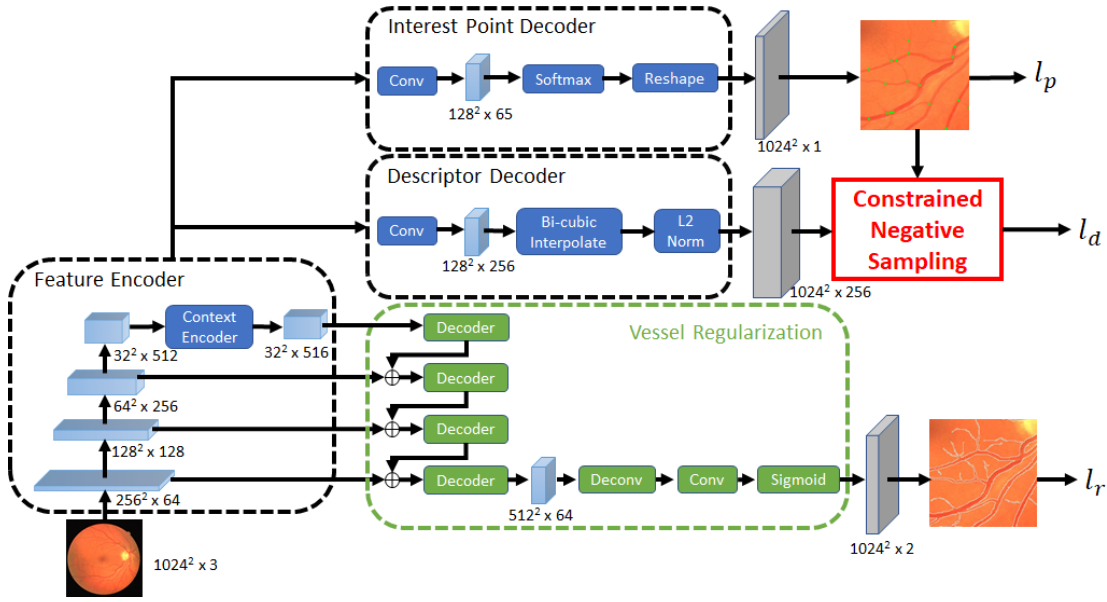 Interest Point Decoder
Conv
Softmax
Reshape
128² x 65
1024² x 1
lₚ
Descriptor Decoder
Conv
Bi-cubic
Interpolate
L2
Norm
128² x 256
1024² x 256
Constrained
Negative
Sampling
l_d
Feature Encoder
Context
Encoder
32² x 512
32² x 516
64² x 256
128² x 128
256² x 64
1024² x 3
Vessel Regularization
Decoder
Decoder
Decoder
Decoder
Deconv
Conv
Sigmoid
512² x 64
1024² x 2
lᵣ